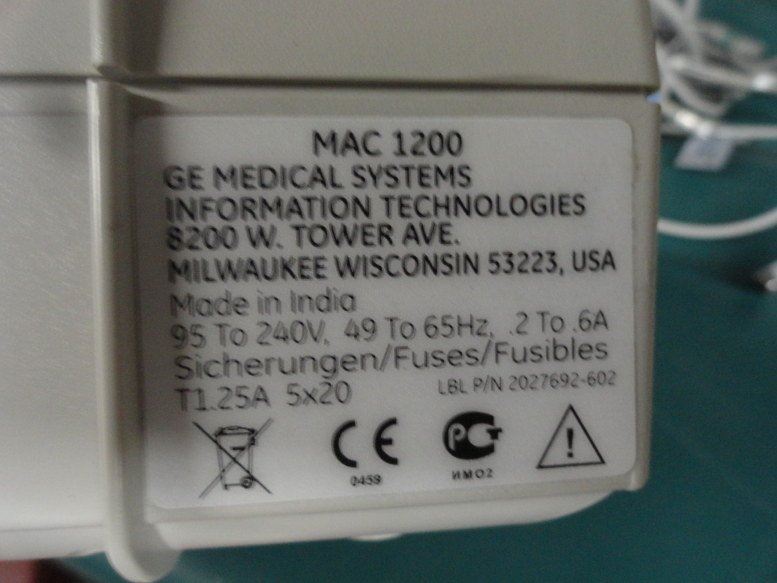 MAC 1200
GE MEDICAL SYSTEMS
INFORMATION TECHNOLOGIES
8200 W. TOWER AVE.
MILWAUKEE WISCONSIN 53223, USA
Made in India
95 To 240V, 49 To 65Hz, .2 To .6A
Sicherungen/Fuses/Fusibles
T1.25A 5x20
LBL P/N 2027692-602
CE
0459
РСТ
ИМО2
!